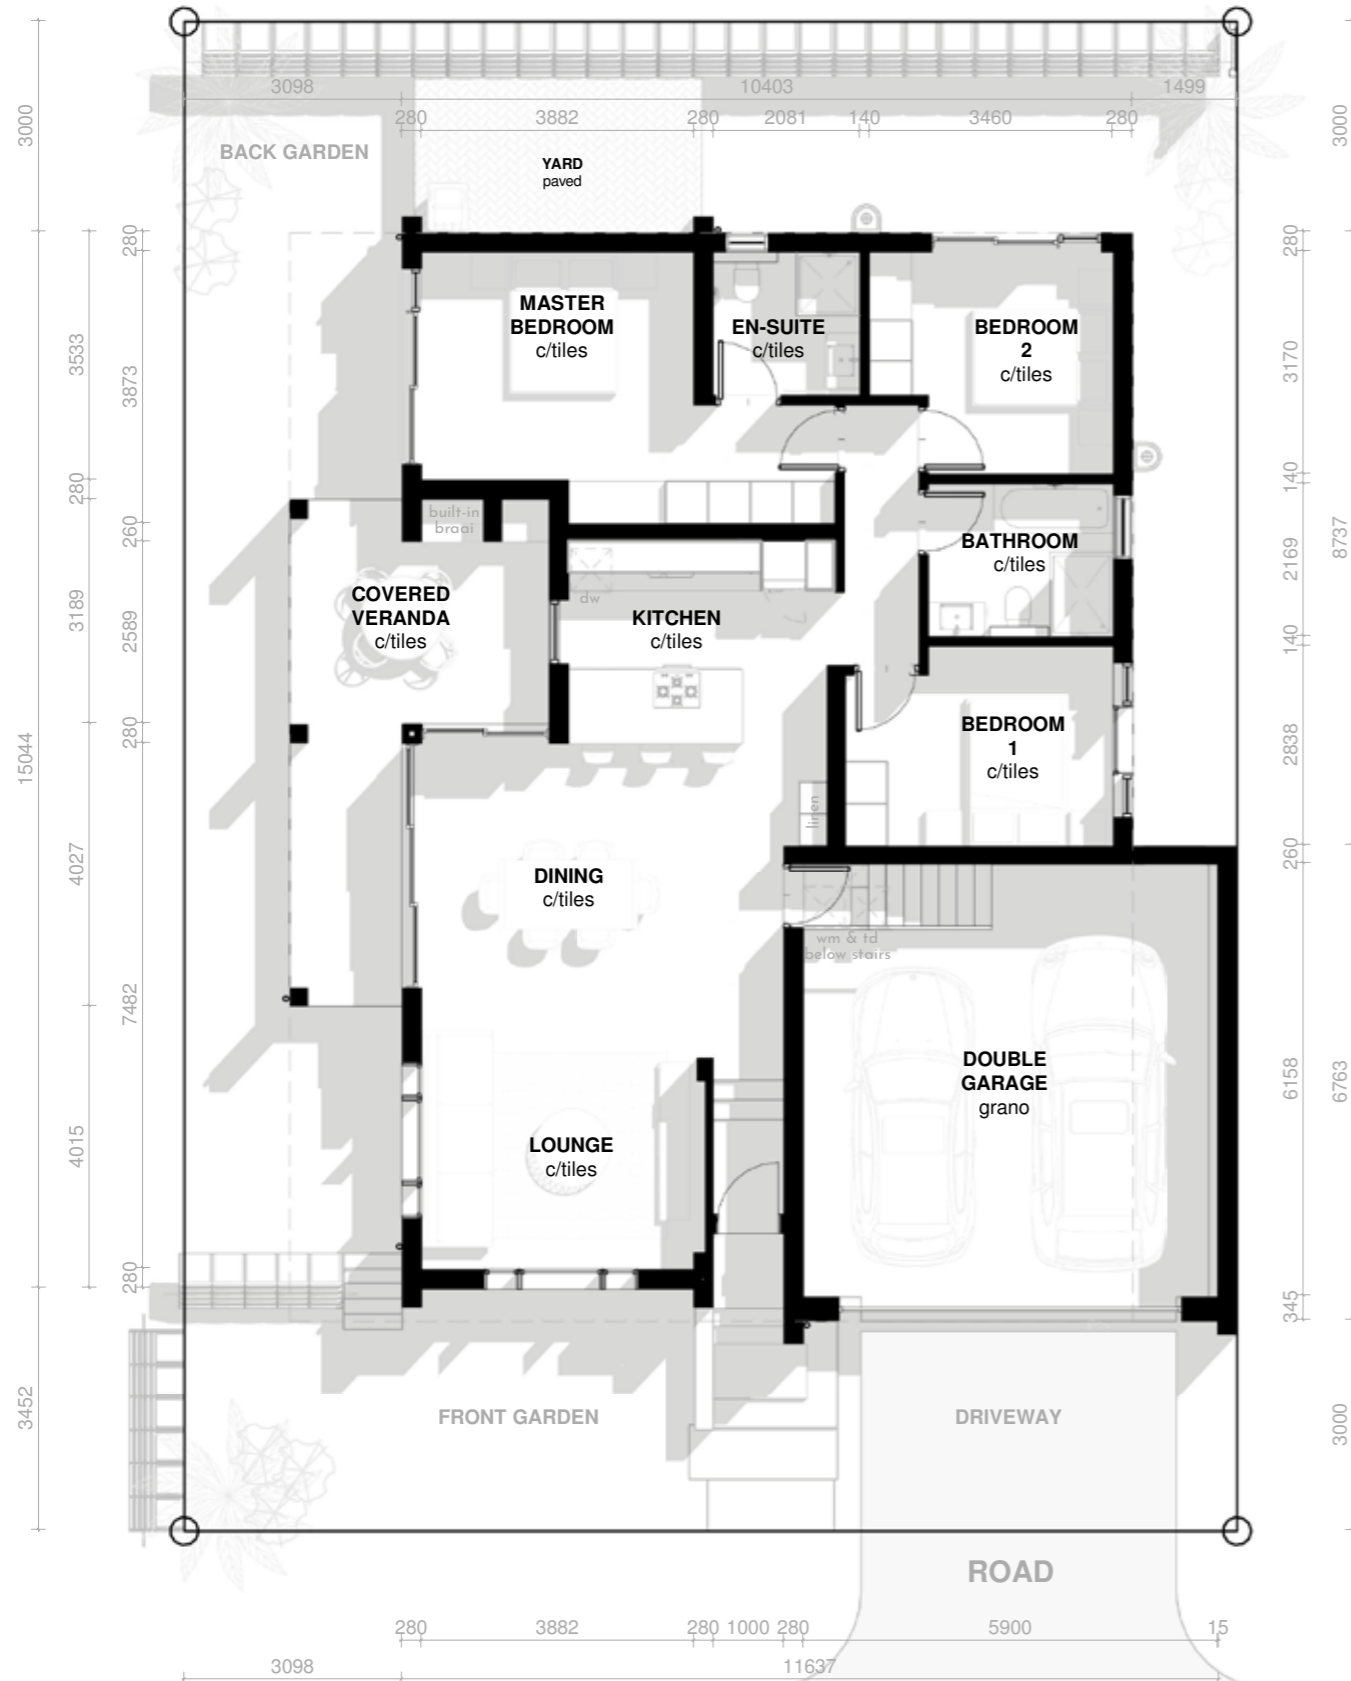 3098
10403
1499
280
3882
280
2081
140
3460
280
3000
3000
BACK GARDEN
YARD
paved
280
280
MASTER
BEDROOM
c/tiles
EN-SUITE
c/tiles
BEDROOM
2
c/tiles
3533
3873
3170
280
260
140
built-in
braai
BATHROOM
c/tiles
8737
2169
COVERED
VERANDA
c/tiles
dw
KITCHEN
c/tiles
3189
2589
140
280
BEDROOM
1
c/tiles
15044
2838
linen
4027
260
DINING
c/tiles
wm & td
below stairs
7482
DOUBLE
GARAGE
grano
6158
6763
LOUNGE
c/tiles
4015
280
345
3452
FRONT GARDEN
DRIVEWAY
3000
ROAD
280
3882
280
1000
280
5900
15
3098
11637